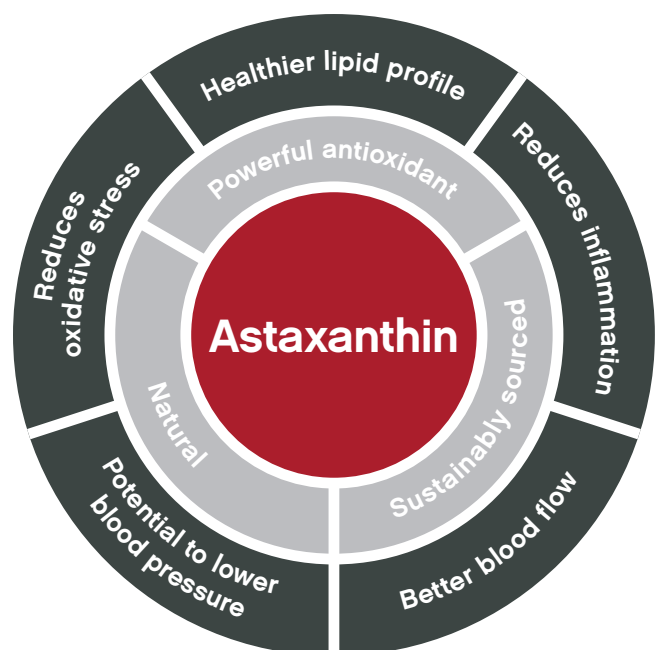 Healthier lipid profile
Reduces inflammation
Better blood flow
Potential to lower
blood pressure
Reduces
oxidative stress
Powerful antioxidant
Sustainably sourced
Natural
Astaxanthin